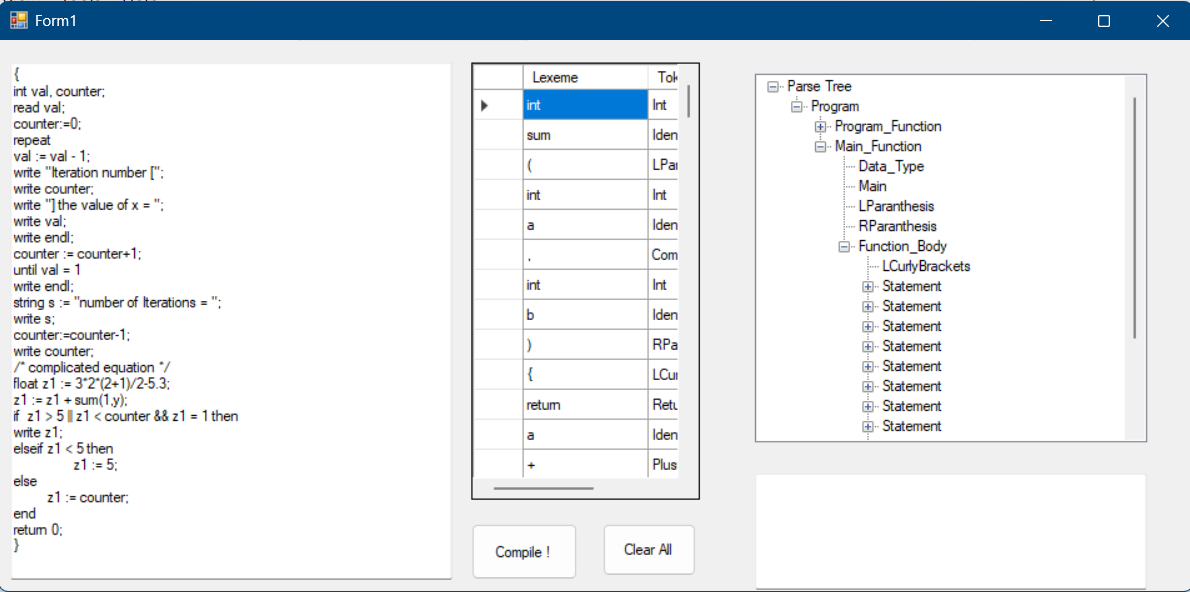 Form1
{
int val, counter;
read val;
counter:=0;
repeat
val := val - 1;
write "Iteration number [";
write counter;
write "] the value of x = ";
write val;
write endl;
counter := counter+1;
until val = 1
write endl;
string s := "number of Iterations = ";
write s;
counter:=counter-1;
write counter;
/* complicated equation */
float z1 := 3*2*(2+1)/2-5.3;
z1 := z1 + sum(1,y);
if z1 > 5 || z1 < counter && z1 = 1 then
write z1;
elseif z1 < 5 then
z1 := 5;
else
z1 := counter;
end
return 0;
}
Lexeme Tok
int Int
sum Iden
( LPar
int Int
a Iden
, Com
int Int
b Iden
) RPa
{ LCur
return Retu
a Iden
+ Plus
Compile !
Clear All
Parse Tree
Program
Program_Function
Main_Function
Data_Type
Main
LParanthesis
RParanthesis
Function_Body
LCurlyBrackets
Statement
Statement
Statement
Statement
Statement
Statement
Statement
Statement